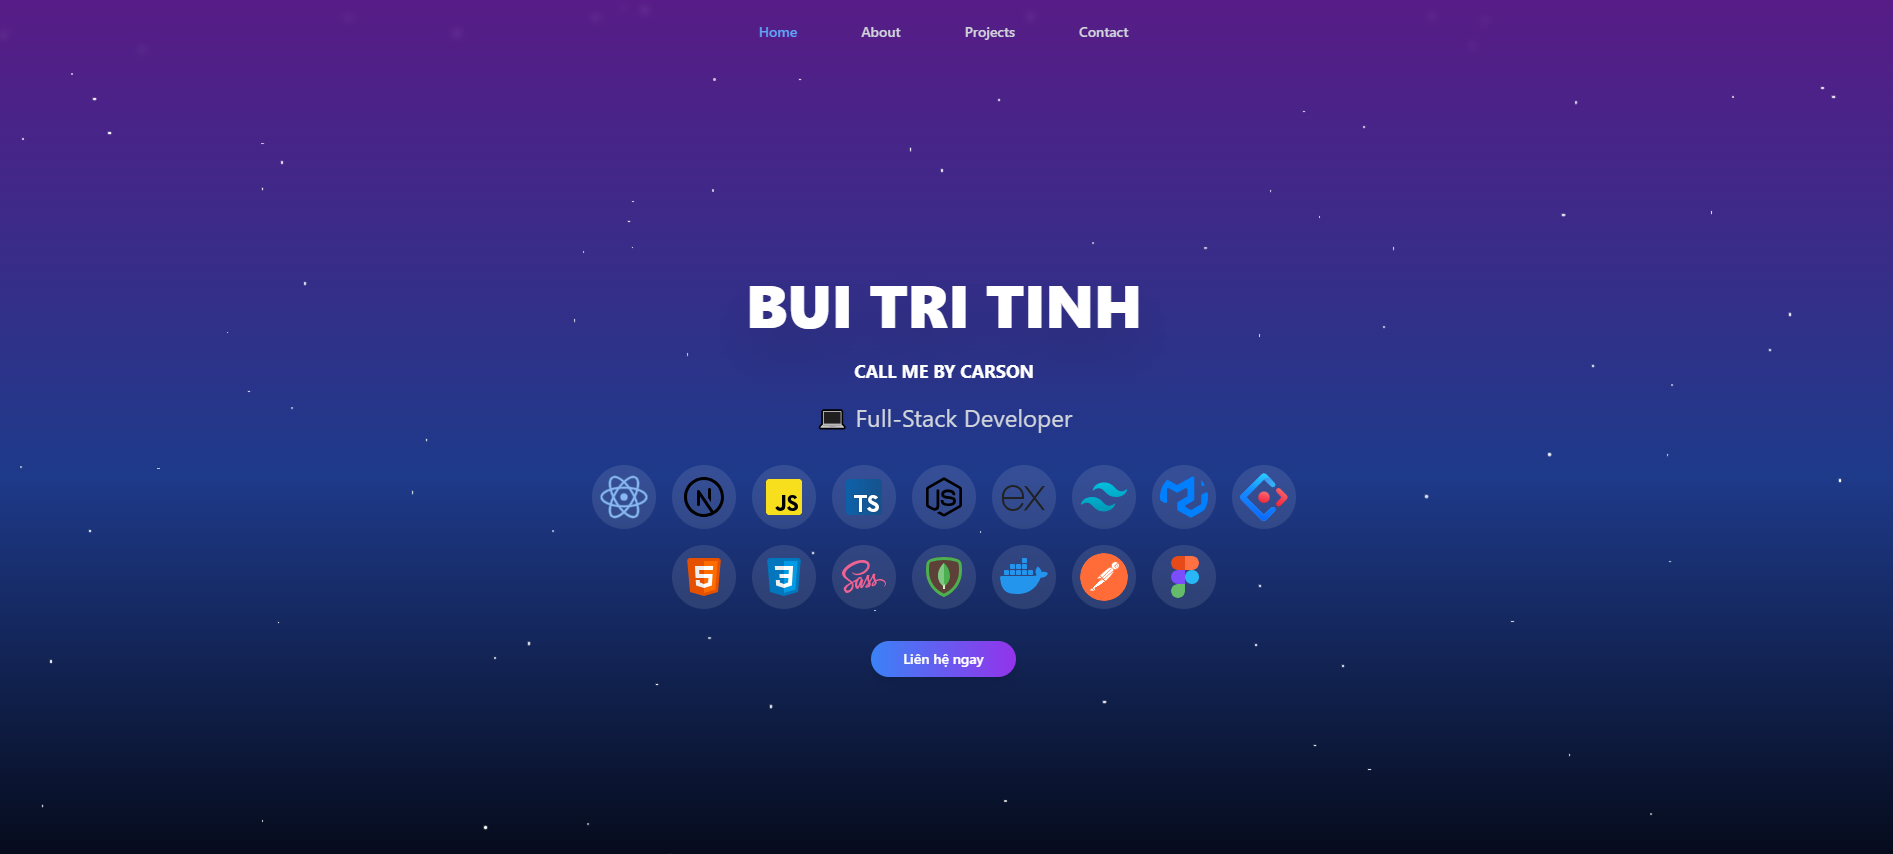 Home About Projects Contact
BUI TRI TINH
CALL ME BY CARSON
Full-Stack Developer
N JS TS JS ex
5 3 Sass
Liên hệ ngay